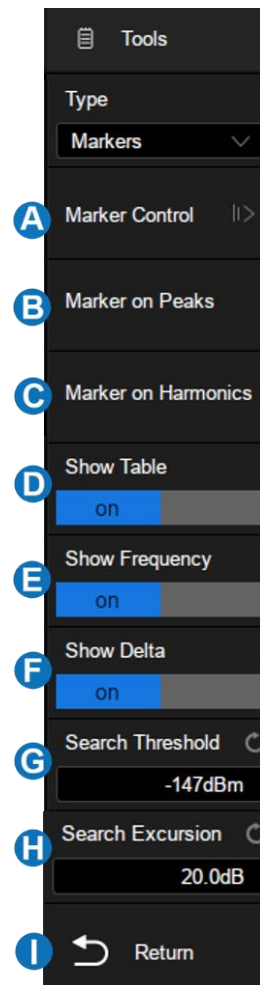 Tools
Type
Markers
A Marker Control
B Marker on Peaks
C Marker on Harmonics
Show Table
D on
Show Frequency
E on
Show Delta
F on
Search Threshold
G -147dBm
Search Excursion
H 20.0dB
I Return